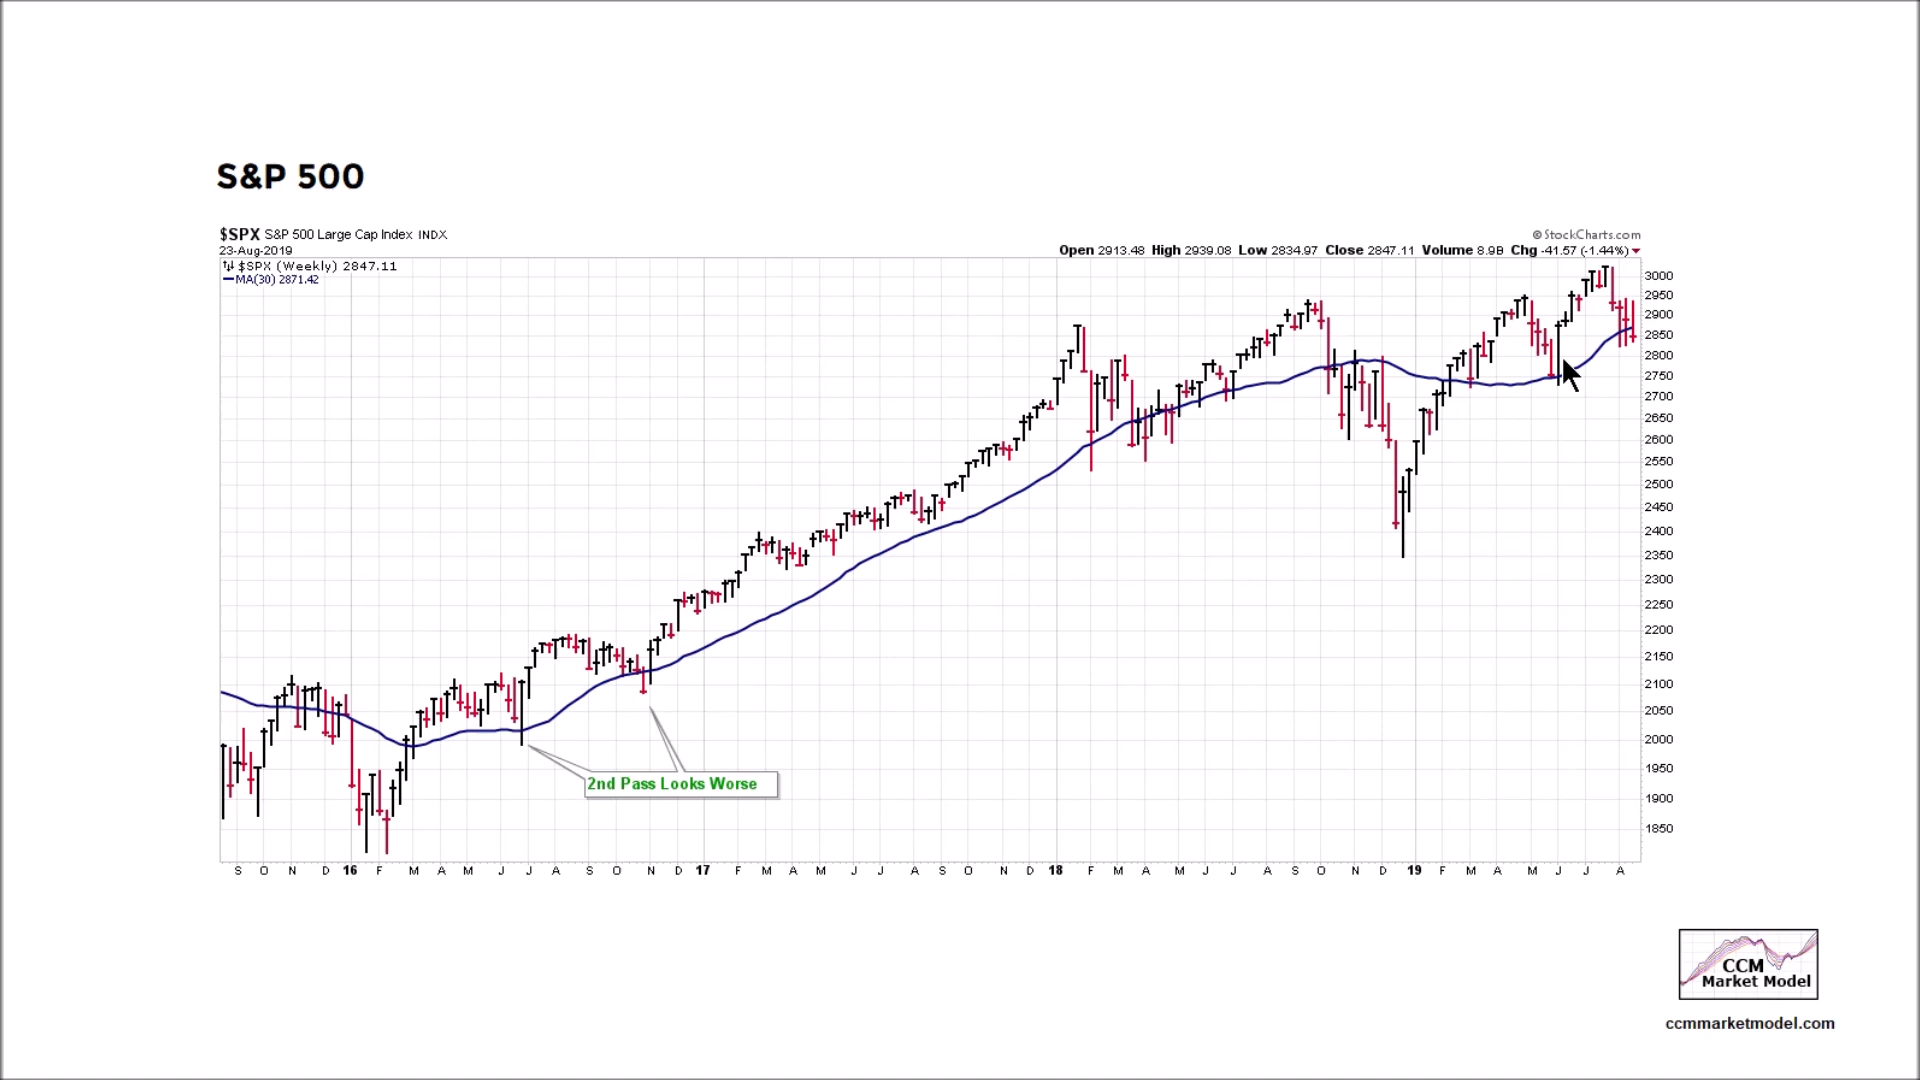 S&P 500
$SPX S&P 500 Large Cap Index INDX
© StockCharts.com
23-Aug-2019
Open 2913.48 High 2939.08 Low 2834.97 Close 2847.11 Volume 8.9B Chg -41.57 (-1.44%)
$SPX (Weekly) 2847.11
MA(30) 2871.42
3000
2950
2900
2850
2800
2750
2700
2650
2600
2550
2500
2450
2400
2350
2300
2250
2200
2150
2100
2050
2000
1950
1900
1850
2nd Pass Looks Worse
S O N D 16 F M A M J J A S O N D 17 F M A M J J A S O N D 18 F M A M J J A S O N D 19 F M A M J J A
CCM
Market Model
ccmmarketmodel.com